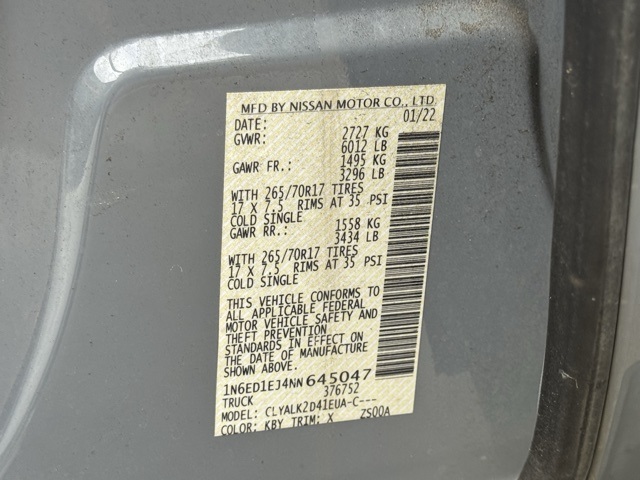 MFD BY NISSAN MOTOR CO., LTD.
DATE: 01/22
GVWR: 2727 KG
6012 LB
GAWR FR.: 1495 KG
3296 LB
WITH 265/70R17 TIRES
17 X 7.5 RIMS AT 35 PSI
COLD SINGLE
GAWR RR.: 1558 KG
3434 LB
WITH 265/70R17 TIRES
17 X 7.5 RIMS AT 35 PSI
COLD SINGLE
THIS VEHICLE CONFORMS TO
ALL APPLICABLE FEDERAL
MOTOR VEHICLE SAFETY AND
THEFT PREVENTION
STANDARDS IN EFFECT ON
THE DATE OF MANUFACTURE
SHOWN ABOVE.
1N6ED1EJ4NN645047
TRUCK 376752
MODEL: CLYALK2D41EUA-C---
COLOR: KBY TRIM: X ZS00A